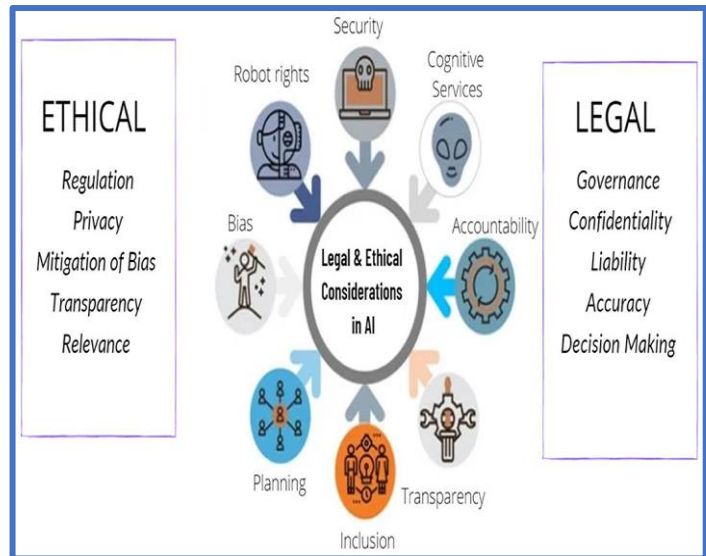 ETHICAL
Regulation
Privacy
Mitigation of Bias
Transparency
Relevance
Security
Robot rights
Cognitive
Services
Bias
Accountability
Legal & Ethical
Considerations
in AI
Planning
Transparency
Inclusion
LEGAL
Governance
Confidentiality
Liability
Accuracy
Decision Making